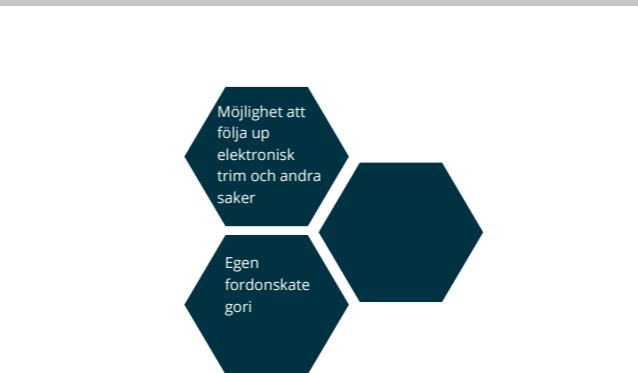 Möjlighet att
följa up
elektronisk
trim och andra
saker
Egen
fordonskate
gori